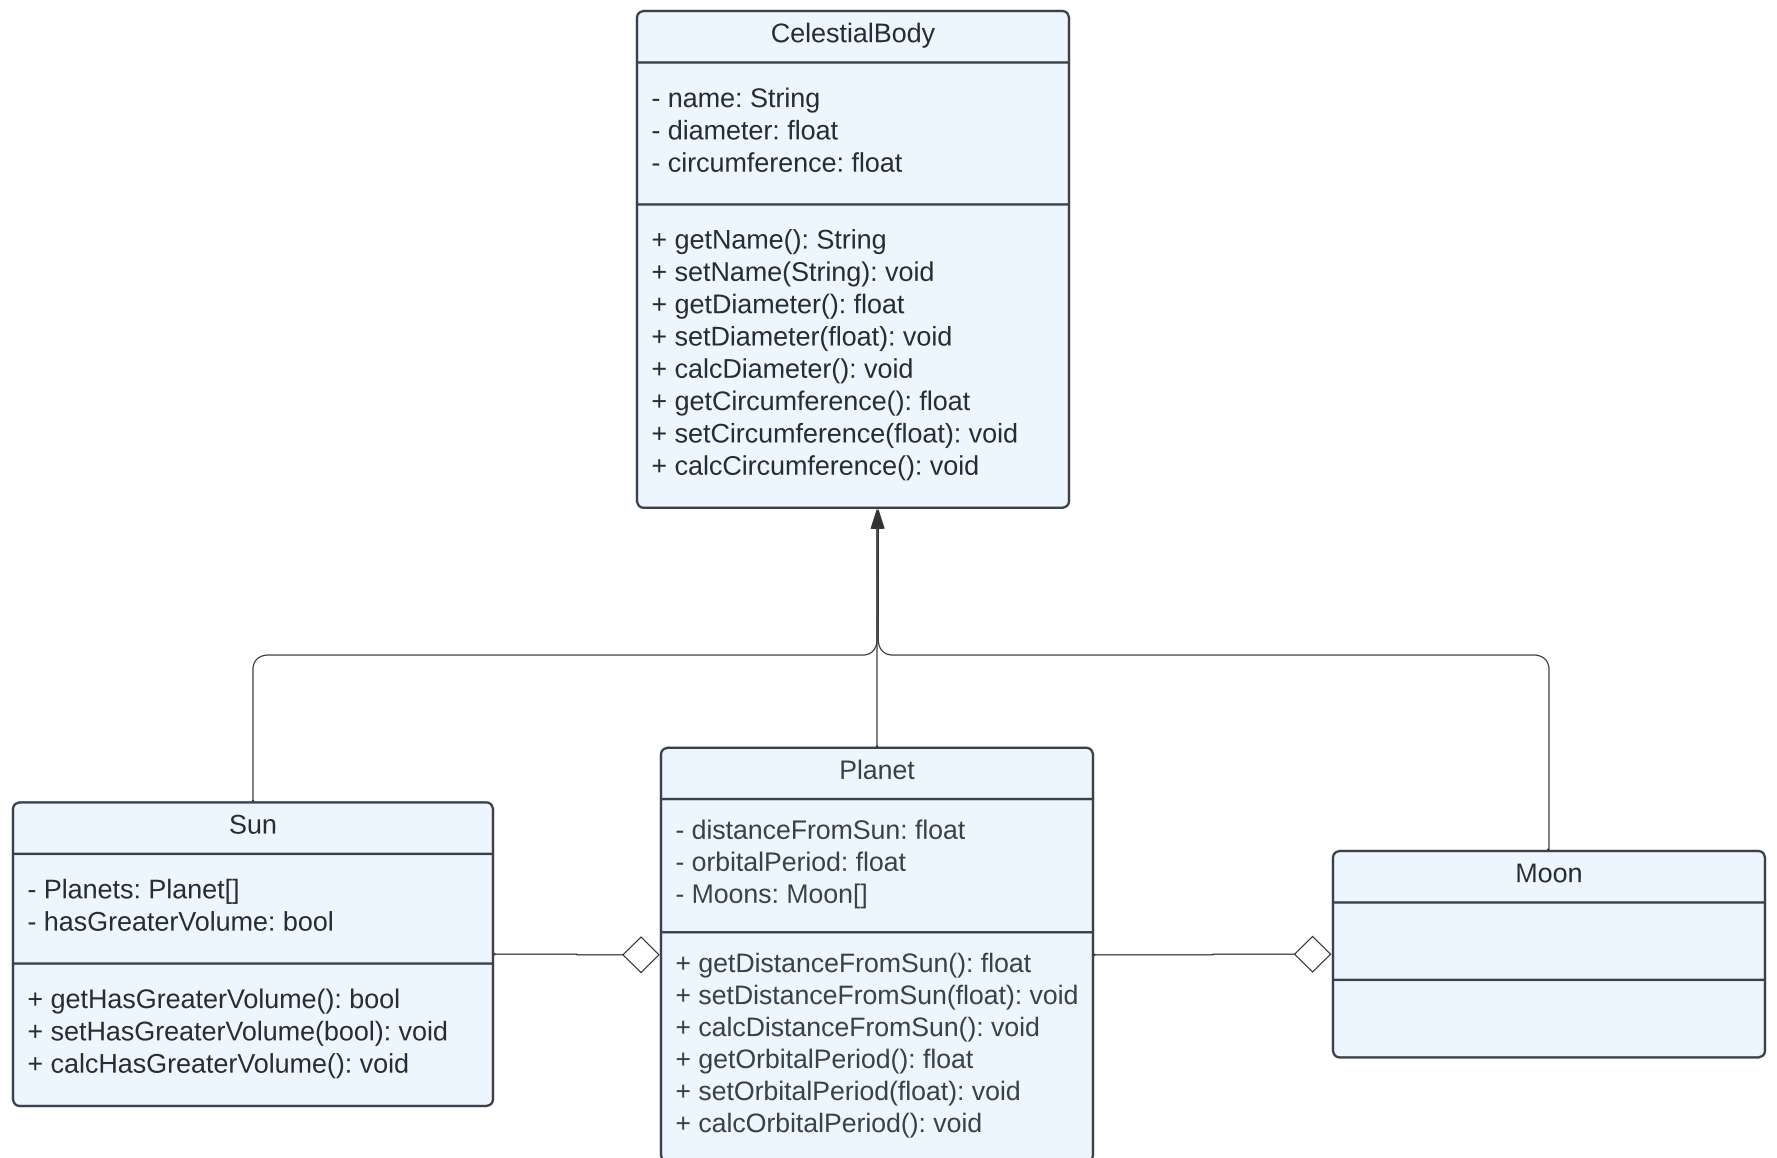 CelestialBody
- name: String
- diameter: float
- circumference: float
+ getName(): String
+ setName(String): void
+ getDiameter(): float
+ setDiameter(float): void
+ calcDiameter(): void
+ getCircumference(): float
+ setCircumference(float): void
+ calcCircumference(): void
Sun
- Planets: Planet[]
- hasGreaterVolume: bool
+ getHasGreaterVolume(): bool
+ setHasGreaterVolume(bool): void
+ calcHasGreaterVolume(): void
Planet
- distanceFromSun: float
- orbitalPeriod: float
- Moons: Moon[]
+ getDistanceFromSun(): float
+ setDistanceFromSun(float): void
+ calcDistanceFromSun(): void
+ getOrbitalPeriod(): float
+ setOrbitalPeriod(float): void
+ calcOrbitalPeriod(): void
Moon